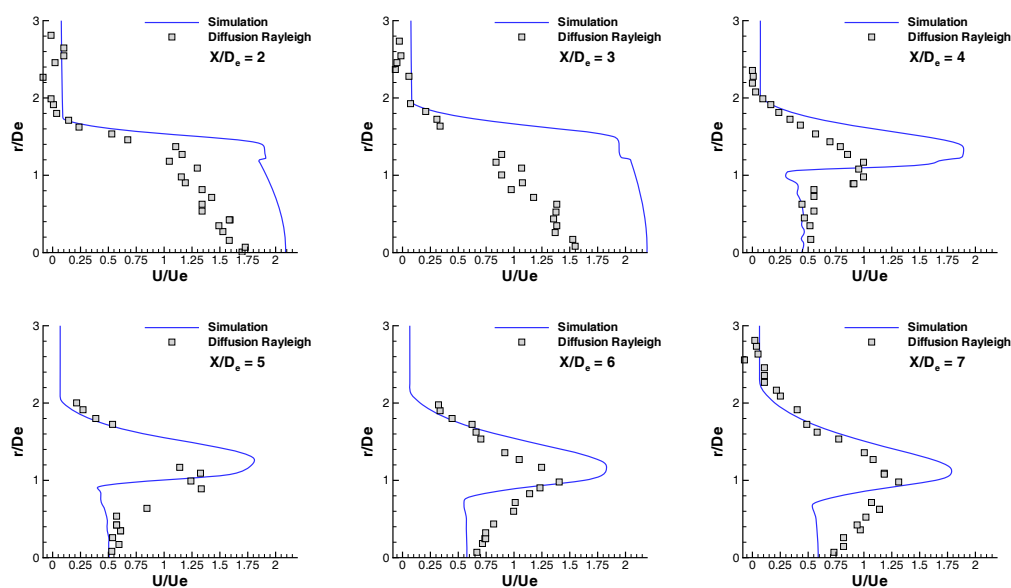 3
2
1
0
r/De
0 0.25 0.5 0.75 1 1.25 1.5 1.75 2
U/Ue
Simulation
Diffusion Rayleigh
X/De = 2
3
2
1
0
r/De
0 0.25 0.5 0.75 1 1.25 1.5 1.75 2
U/Ue
Simulation
Diffusion Rayleigh
X/De = 3
3
2
1
0
r/De
0 0.25 0.5 0.75 1 1.25 1.5 1.75 2
U/Ue
Simulation
Diffusion Rayleigh
X/De = 4
3
2
1
0
r/De
0 0.25 0.5 0.75 1 1.25 1.5 1.75 2
U/Ue
Simulation
Diffusion Rayleigh
X/De = 5
3
2
1
0
r/De
0 0.25 0.5 0.75 1 1.25 1.5 1.75 2
U/Ue
Simulation
Diffusion Rayleigh
X/De = 6
3
2
1
0
r/De
0 0.25 0.5 0.75 1 1.25 1.5 1.75 2
U/Ue
Simulation
Diffusion Rayleigh
X/De = 7